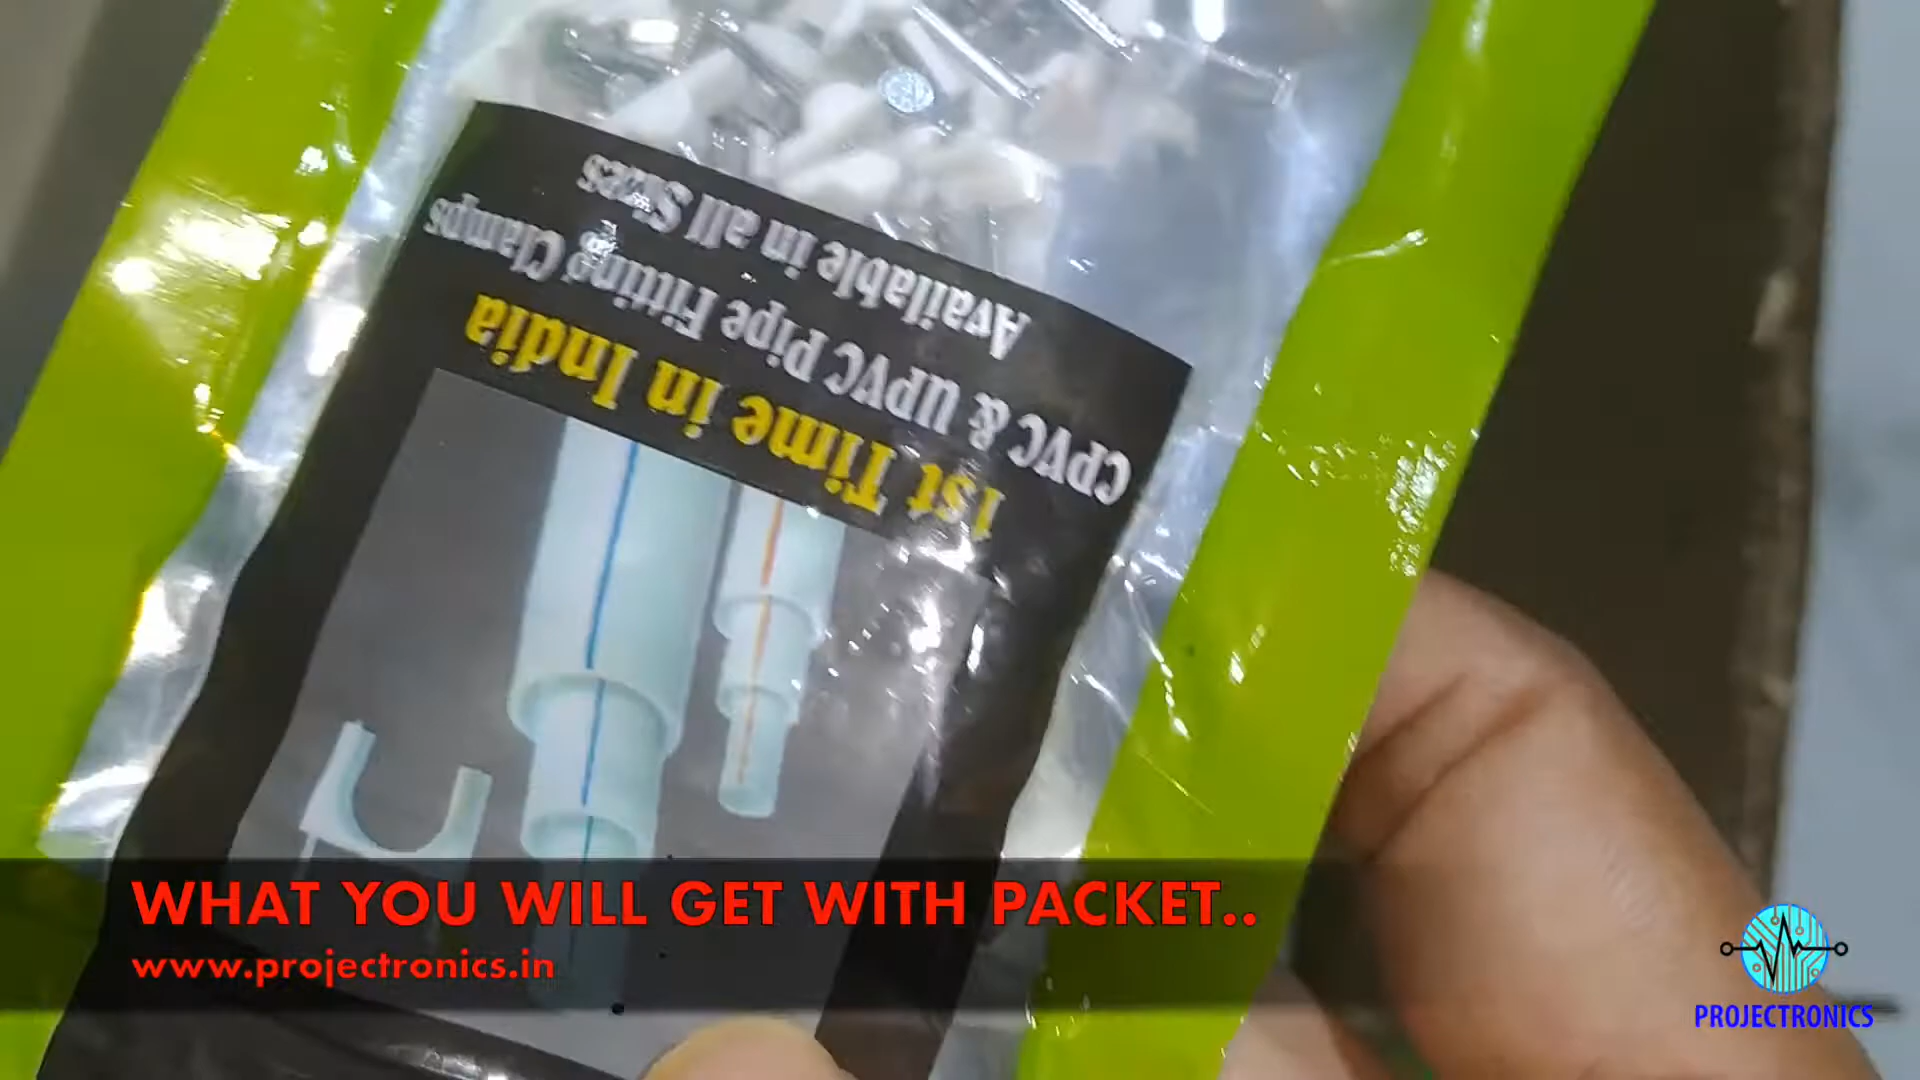 1st Time in India
CPVC & UPVC Pipe Fitting Clamps
Available in all Sizes
WHAT YOU WILL GET WITH PACKET..
www.projectronics.in
PROJECTRONICS